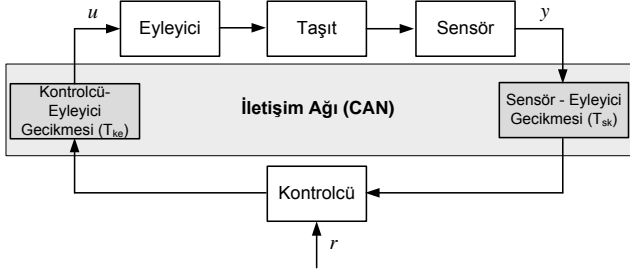 u
Eyleyici
Taşıt
Sensör
y
Kontrolcü-
Eyleyici
Gecikmesi (Tke)
İletişim Ağı (CAN)
Sensör - Eyleyici
Gecikmesi (Tsk)
Kontrolcü
r